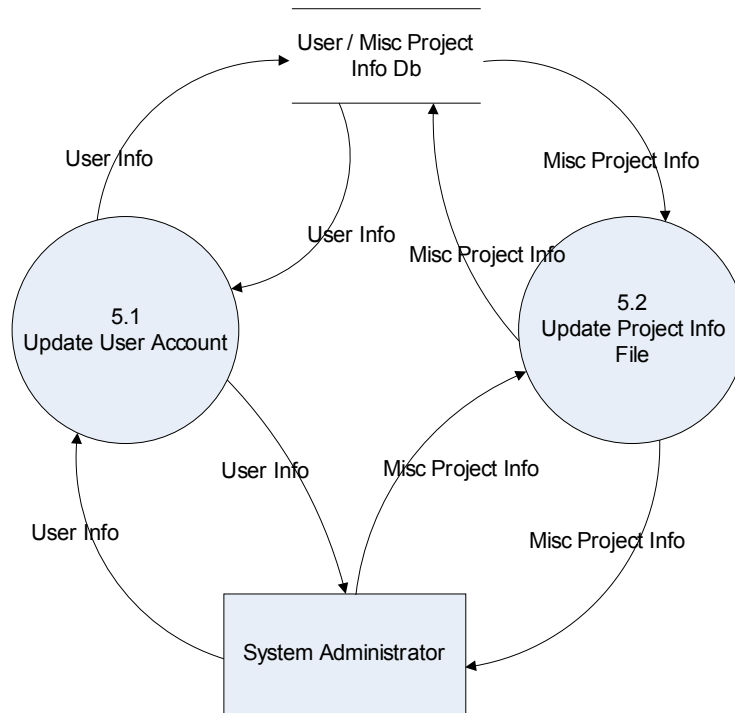 User / Misc Project
Info Db
User Info
Misc Project Info
User Info
Misc Project Info
5.1
Update User Account
5.2
Update Project Info
File
User Info
Misc Project Info
User Info
Misc Project Info
System Administrator